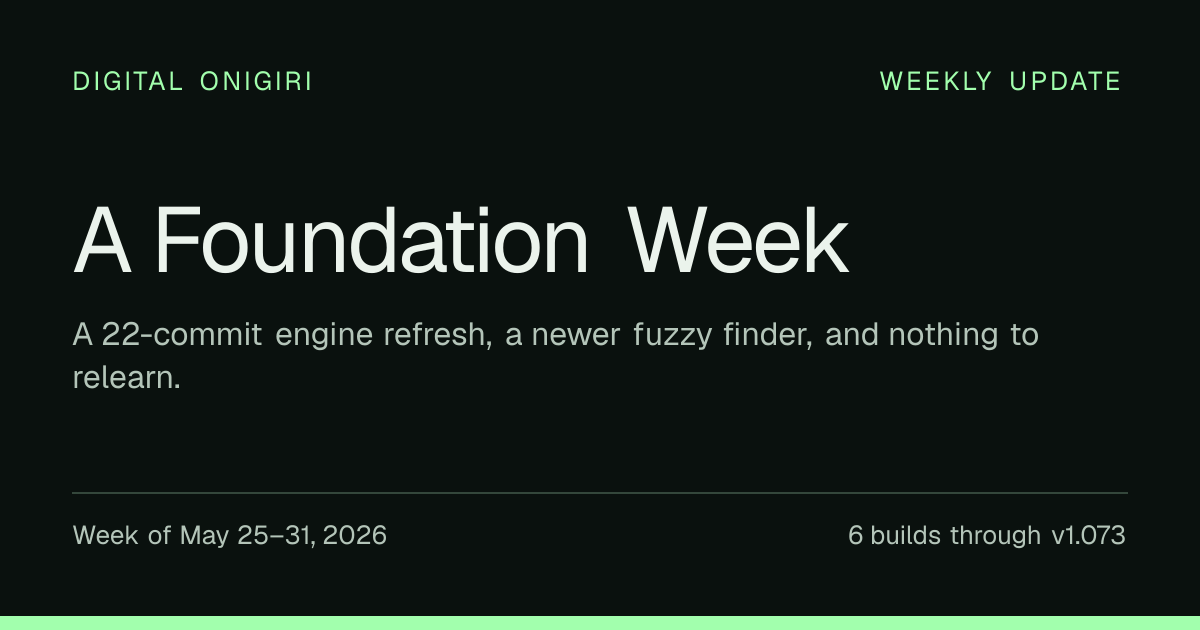 DIGITAL ONIGIRI
WEEKLY UPDATE
A Foundation Week
A 22-commit engine refresh, a newer fuzzy finder, and nothing to
relearn.
Week of May 25–31, 2026
6 builds through v1.073